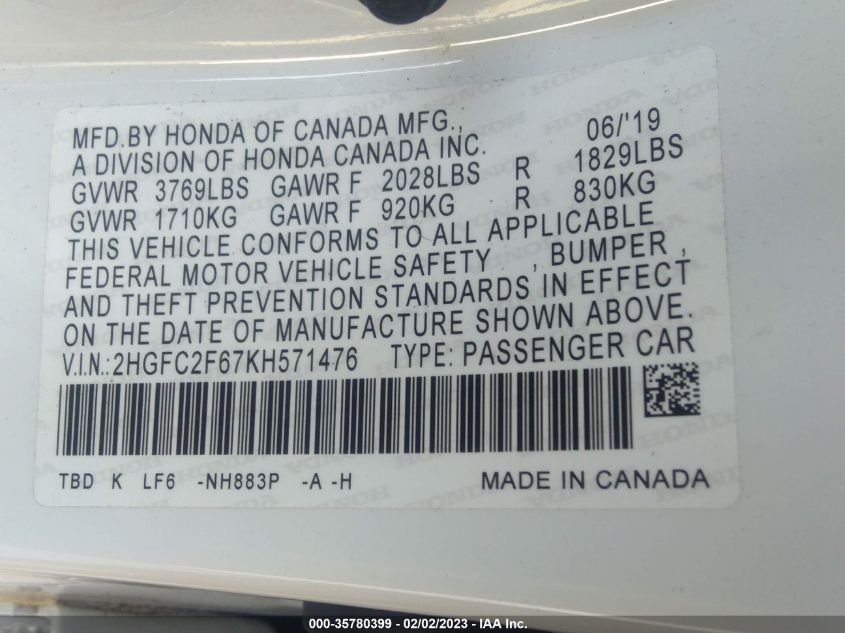 MFD.BY HONDA OF CANADA MFG., 06/'19
A DIVISION OF HONDA CANADA INC.
GVWR 3769LBS GAWR F 2028LBS R 1829LBS
GVWR 1710KG GAWR F 920KG R 830KG
THIS VEHICLE CONFORMS TO ALL APPLICABLE
FEDERAL MOTOR VEHICLE SAFETY , BUMPER ,
AND THEFT PREVENTION STANDARDS IN EFFECT
ON THE DATE OF MANUFACTURE SHOWN ABOVE.
V.I.N.:2HGFC2F67KH571476 TYPE: PASSENGER CAR
TBD K LF6 -NH883P -A -H MADE IN CANADA
000-35780399 - 02/02/2023 - IAA Inc.